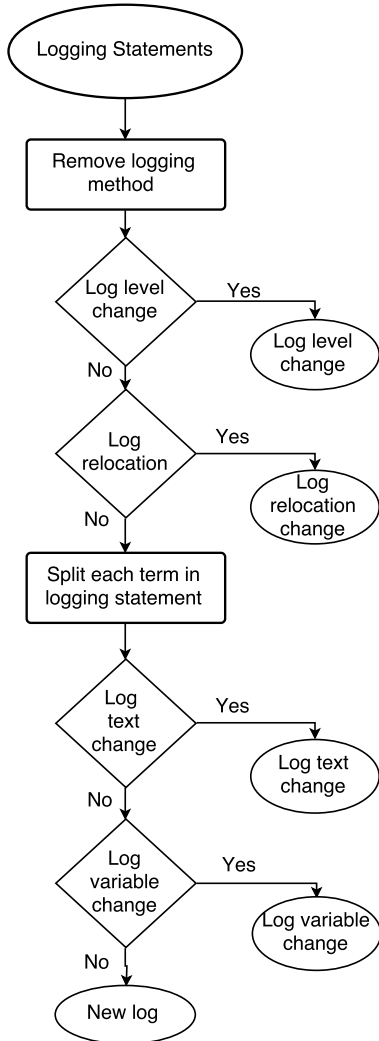 Logging Statements
Remove logging
method
Log level
change
Yes
Log level
change
No
Log
relocation
Yes
Log
relocation
change
No
Split each term in
logging statement
Log
text
change
Yes
Log text
change
No
Log
variable
change
Yes
Log variable
change
No
New log